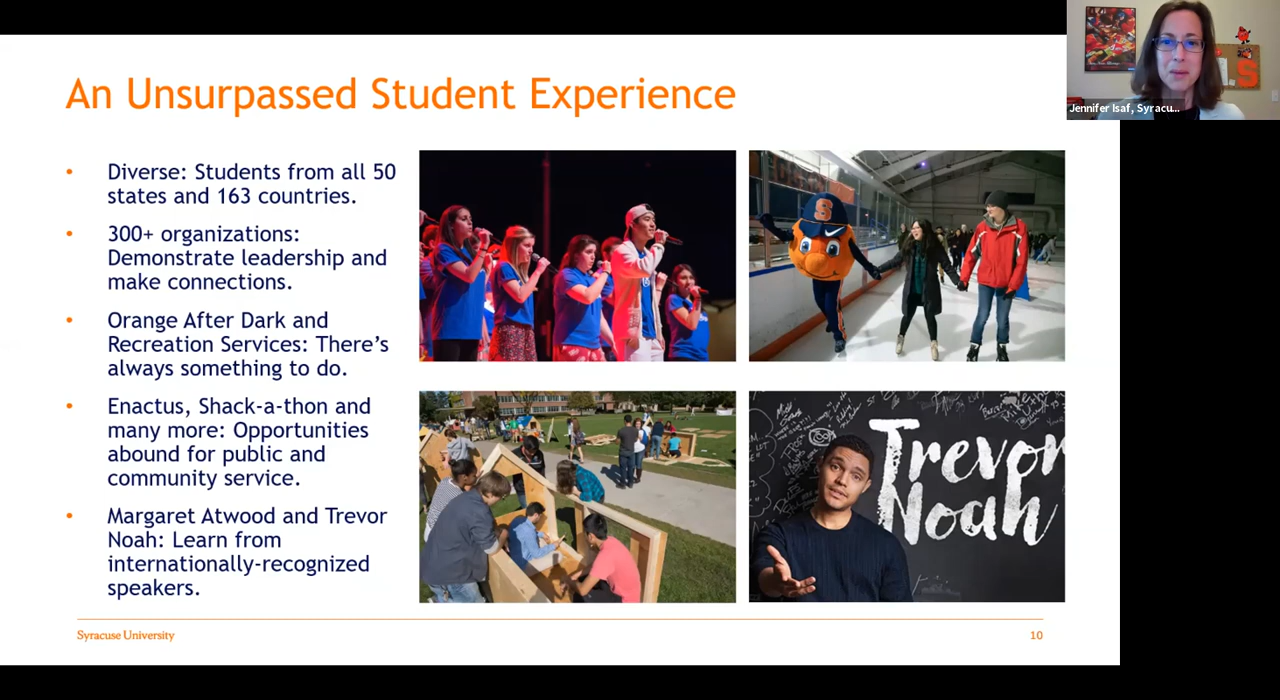 An Unsurpassed Student Experience
Jennifer Isaf, Syracu...
• Diverse: Students from all 50
states and 163 countries.
• 300+ organizations:
Demonstrate leadership and
make connections.
• Orange After Dark and
Recreation Services: There’s
always something to do.
• Enactus, Shack-a-thon and
many more: Opportunities
abound for public and
community service.
• Margaret Atwood and Trevor
Noah: Learn from
internationally-recognized
speakers.
S
S
Trevor
Noah
Syracuse University
10